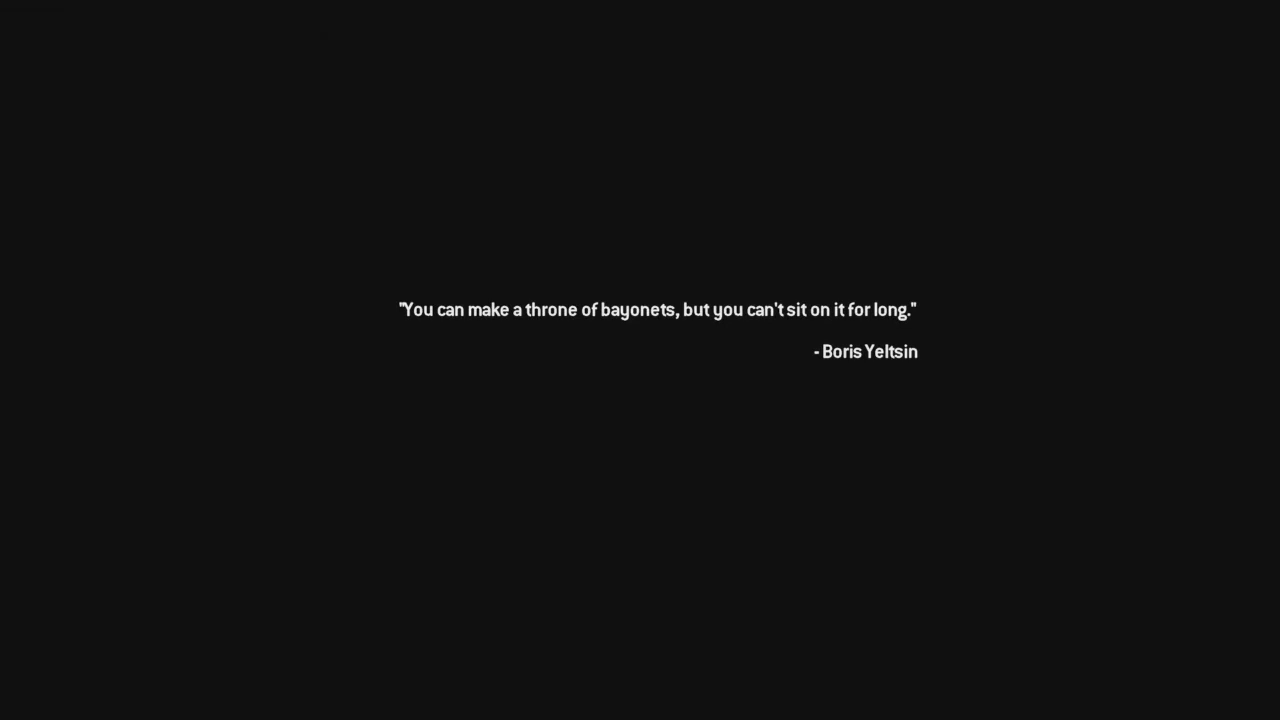 "You can make a throne of bayonets, but you can't sit on it for long."
- Boris Yeltsin